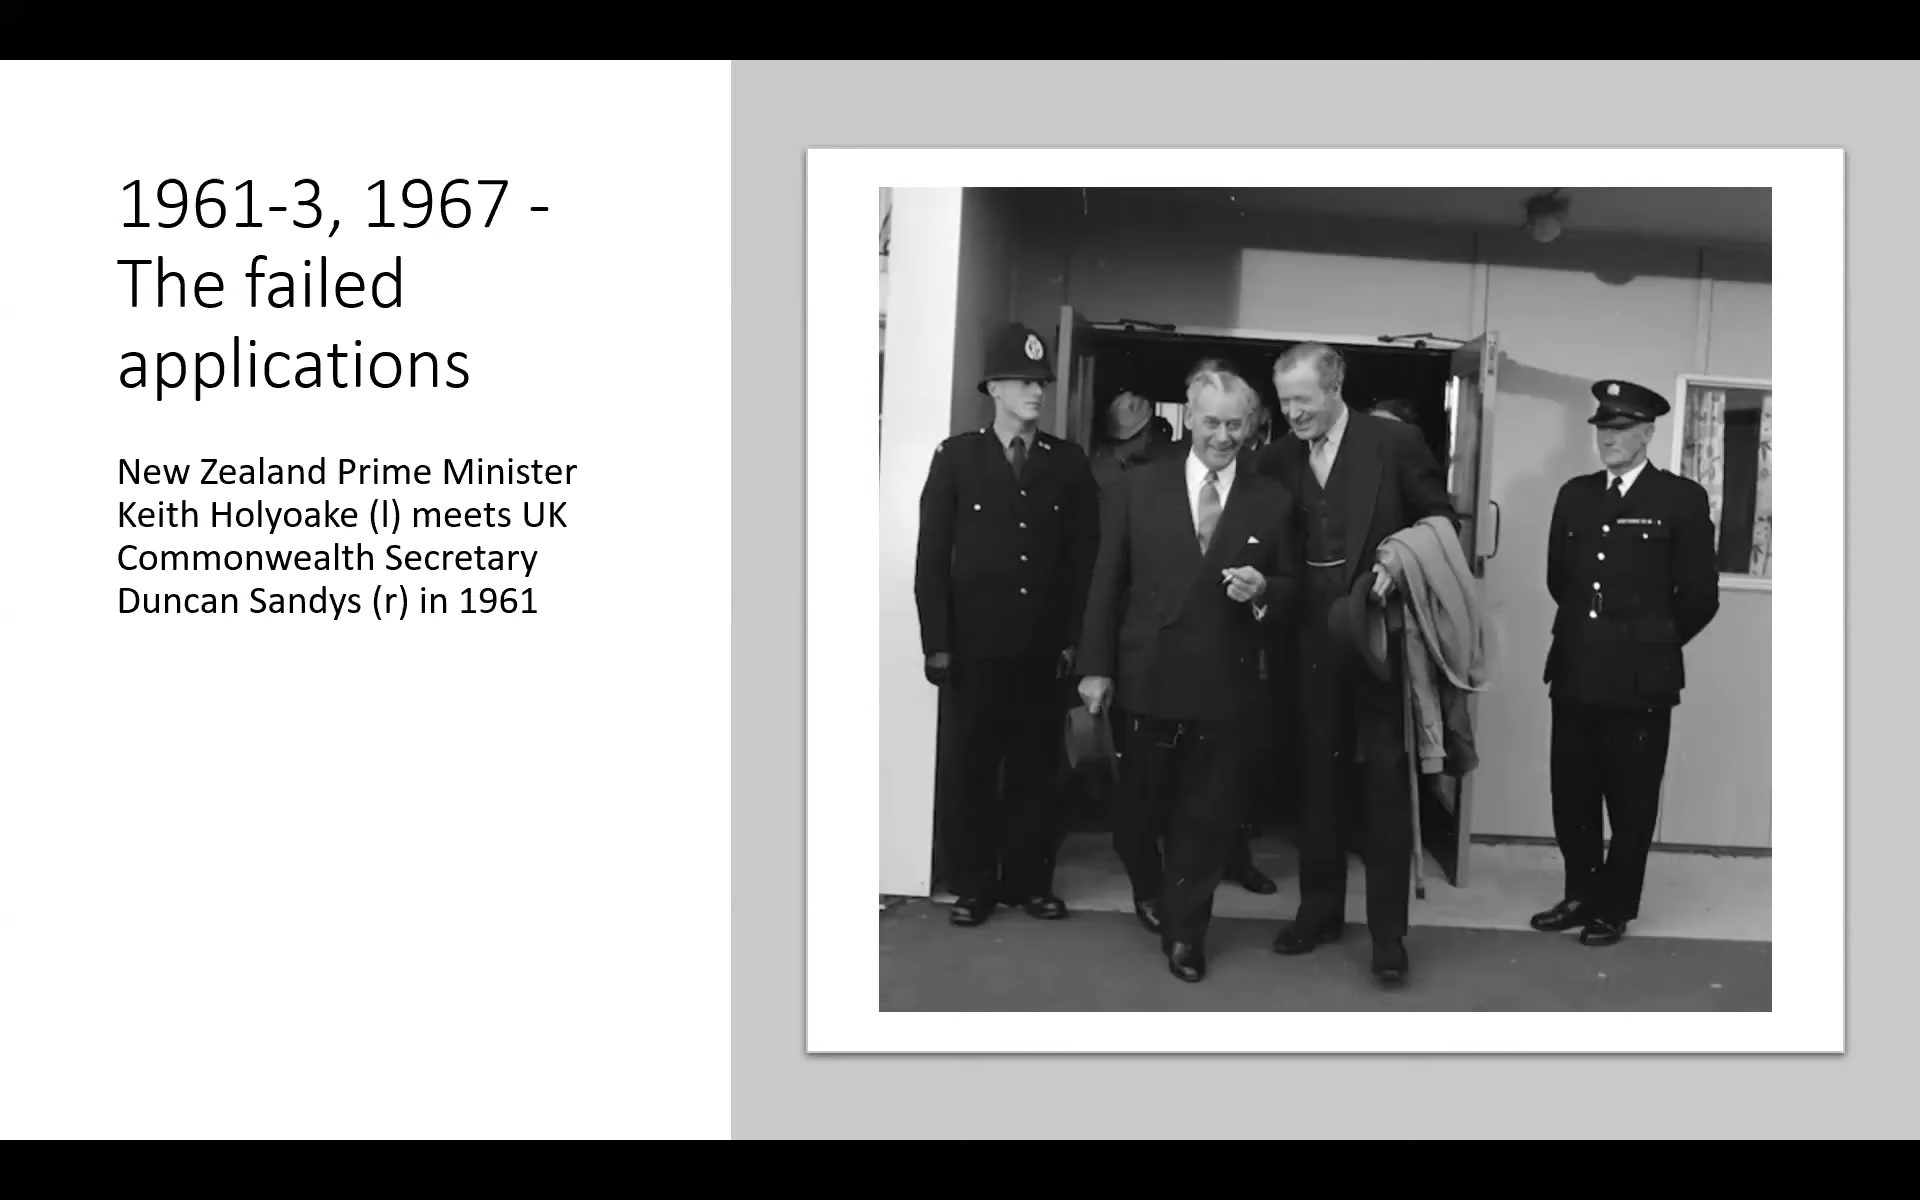 1961-3, 1967 -
The failed
applications
New Zealand Prime Minister
Keith Holyoake (l) meets UK
Commonwealth Secretary
Duncan Sandys (r) in 1961